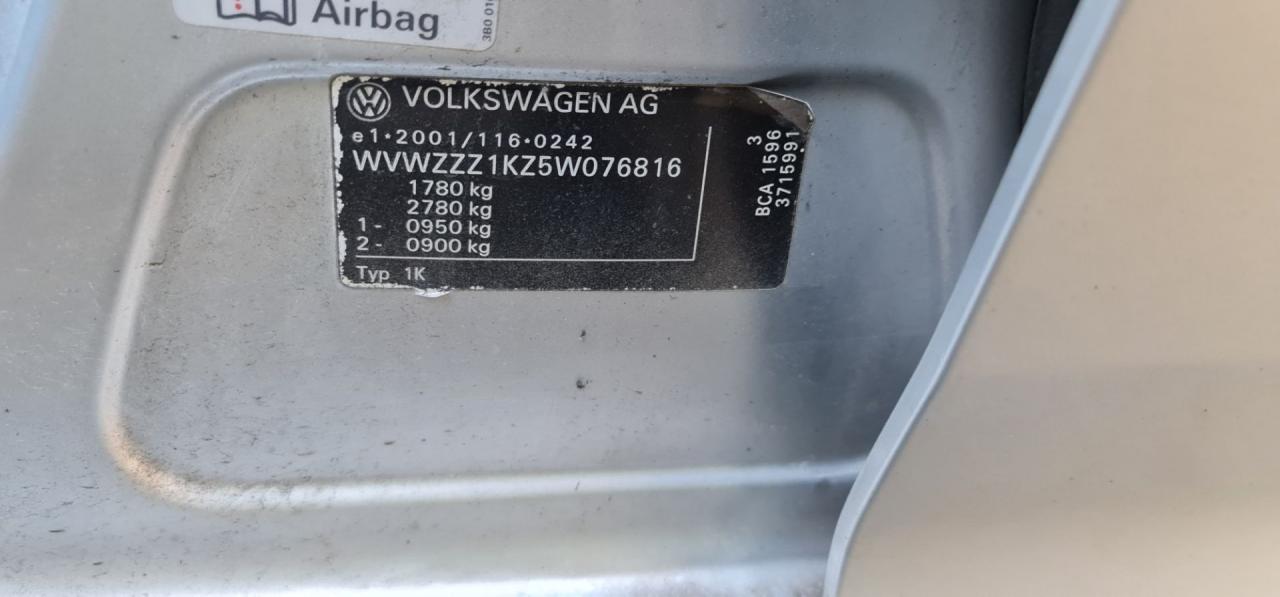 Airbag
VOLKSWAGEN AG
e1*2001/116*0242
WVWZZZ1KZ5W076816
1780 kg
2780 kg
1- 0950 kg
2- 0900 kg
Typ 1K
3
BCA 1596
3715991